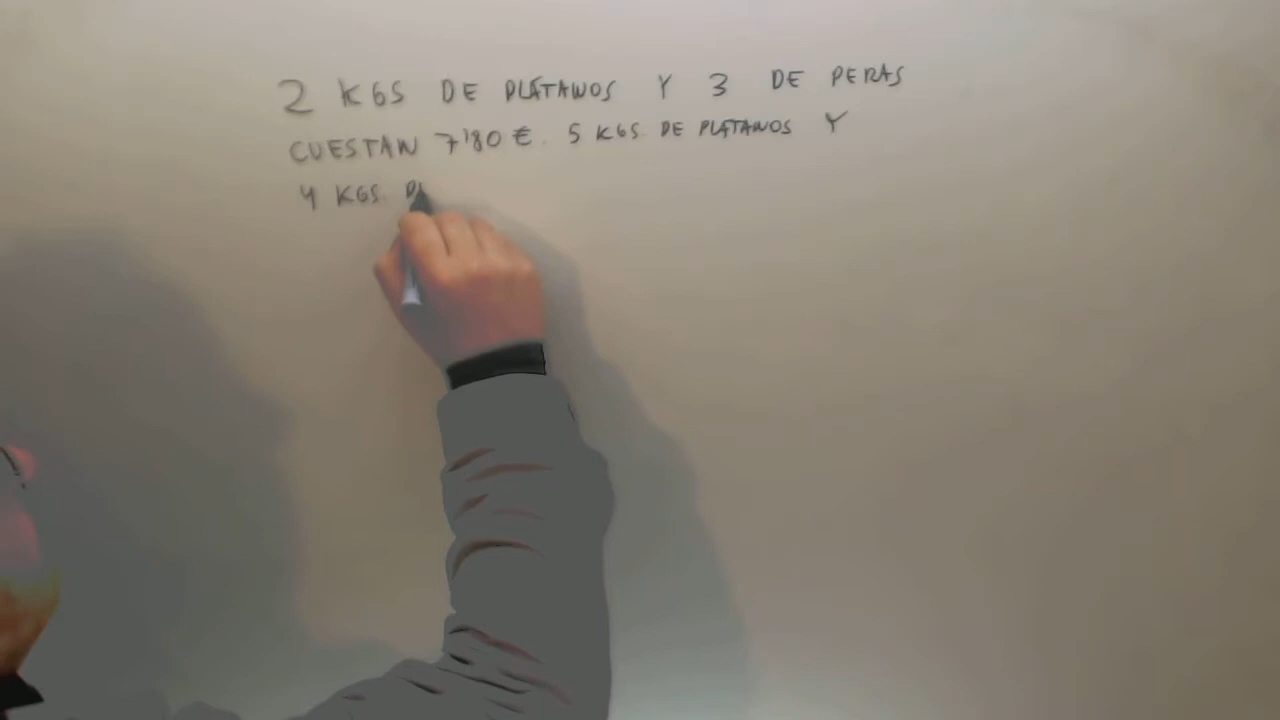 2 KGS DE PLÁTANOS Y 3 DE PERAS
CUESTAN 7'80 €. 5 KGS DE PLÁTANOS Y
4 KGS.